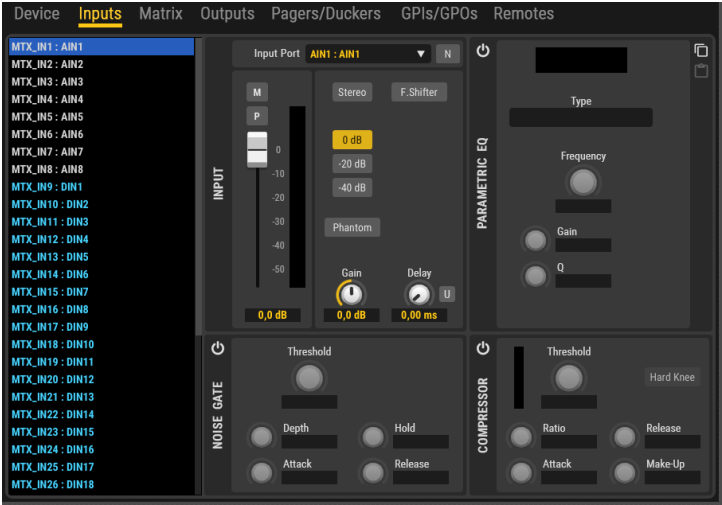 Device Inputs Matrix Outputs Pagers/Duckers GPIs/GPOs Remotes
MTX_IN1 : AIN1
MTX_IN2 : AIN2
MTX_IN3 : AIN3
MTX_IN4 : AIN4
MTX_IN5 : AIN5
MTX_IN6 : AIN6
MTX_IN7 : AIN7
MTX_IN8 : AIN8
MTX_IN9 : DIN1
MTX_IN10 : DIN2
MTX_IN11 : DIN3
MTX_IN12 : DIN4
MTX_IN13 : DIN5
MTX_IN14 : DIN6
MTX_IN15 : DIN7
MTX_IN16 : DIN8
MTX_IN17 : DIN9
MTX_IN18 : DIN10
MTX_IN19 : DIN11
MTX_IN20 : DIN12
MTX_IN21 : DIN13
MTX_IN22 : DIN14
MTX_IN23 : DIN15
MTX_IN24 : DIN16
MTX_IN25 : DIN17
MTX_IN26 : DIN18
INPUT
Input Port AIN1 : AIN1 N
M
P
0
-10
-20
-30
-40
-50
0,0 dB
Stereo F.Shifter
0 dB
-20 dB
-40 dB
Phantom
Gain Delay
U
0,0 dB 0,00 ms
PARAMETRIC EQ
Type
Frequency
Gain
Q
NOISE GATE
Threshold
Depth Hold
Attack Release
COMPRESSOR
Threshold
Hard Knee
Ratio Release
Attack Make-Up